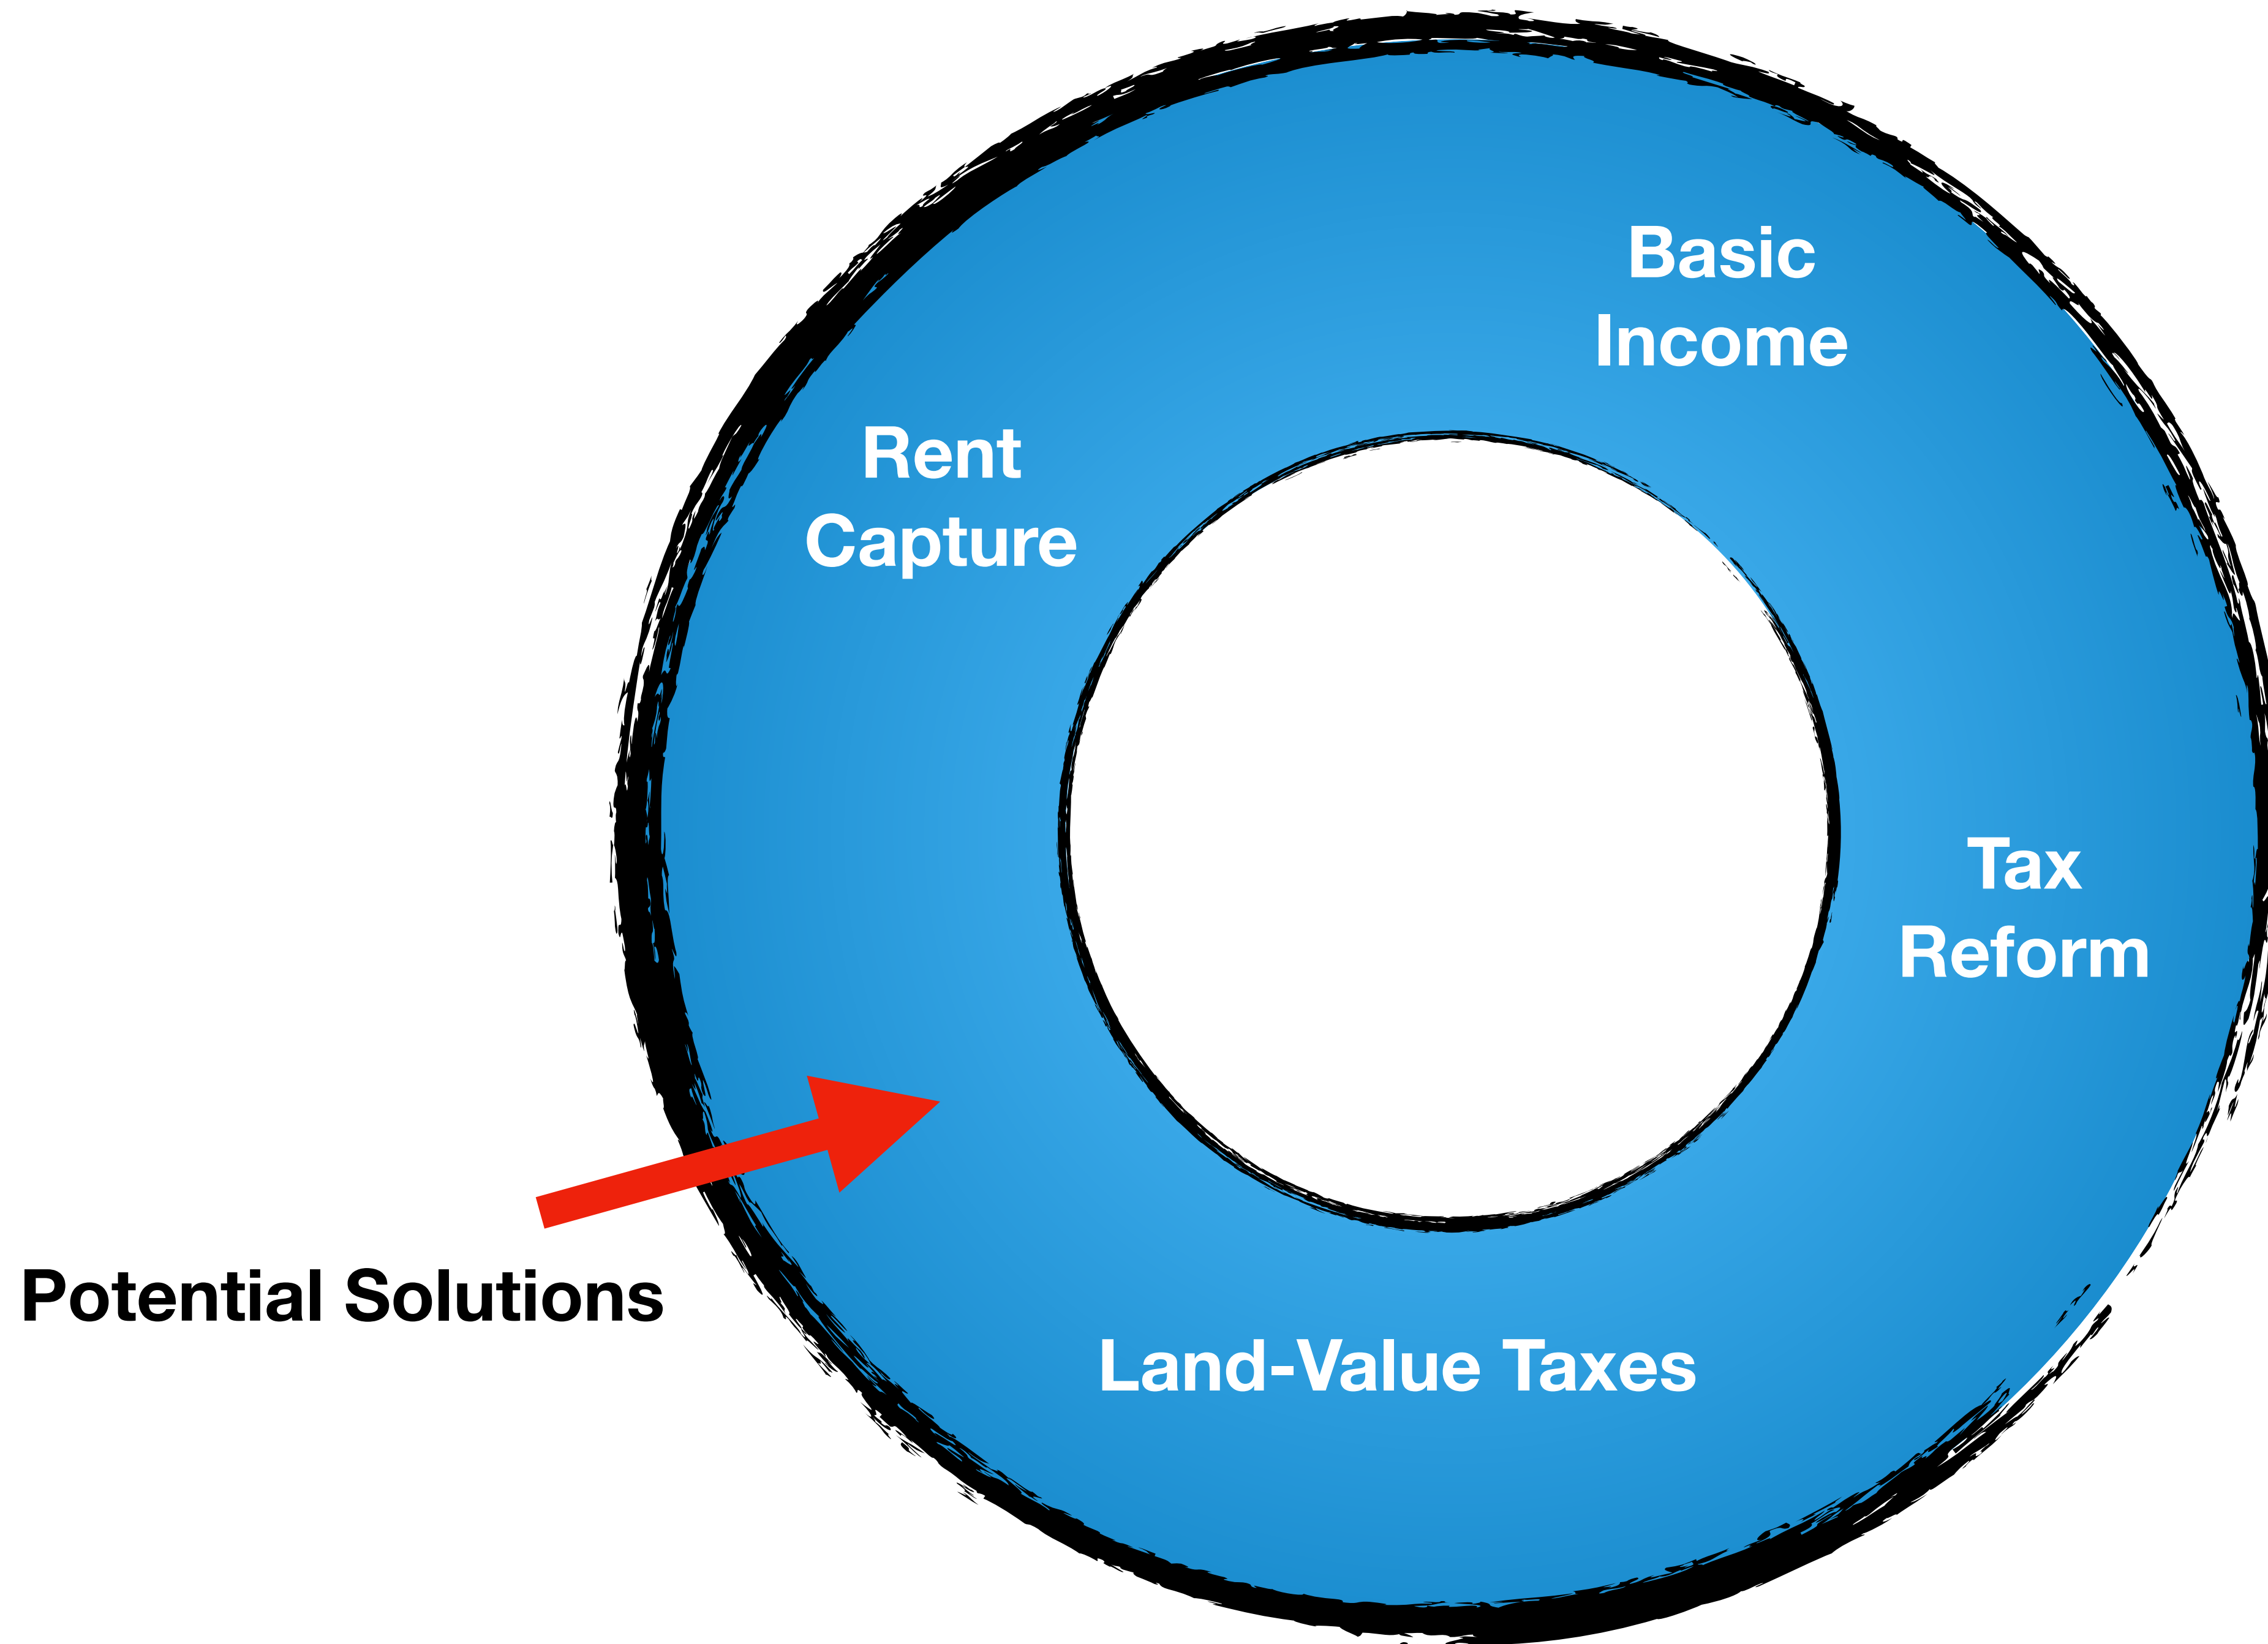 Basic
Income
Rent
Capture
Tax
Reform
Potential Solutions
Land-Value Taxes